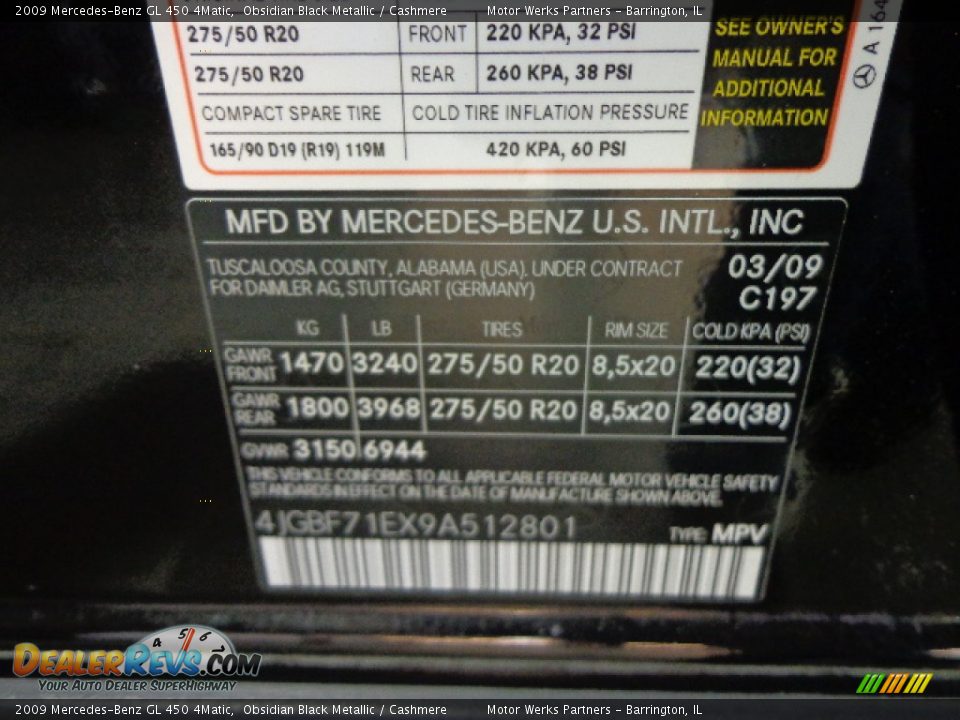 2009 Mercedes-Benz GL 450 4Matic, Obsidian Black Metallic / Cashmere Motor Werks Partners - Barrington, IL
275/50 R20 FRONT 220 KPA, 32 PSI
275/50 R20 REAR 260 KPA, 38 PSI
COMPACT SPARE TIRE COLD TIRE INFLATION PRESSURE
165/90 D19 (R19) 119M 420 KPA, 60 PSI
SEE OWNER'S
MANUAL FOR
ADDITIONAL
INFORMATION
A 164
MFD BY MERCEDES-BENZ U.S. INTL., INC
TUSCALOOSA COUNTY, ALABAMA (USA), UNDER CONTRACT
FOR DAIMLER AG, STUTTGART (GERMANY)
03/09
C197
KG LB TIRES RIM SIZE COLD KPA (PSI)
GAWR FRONT 1470 3240 275/50 R20 8,5x20 220(32)
GAWR REAR 1800 3968 275/50 R20 8,5x20 260(38)
GVWR 3150 6944
THIS VEHICLE CONFORMS TO ALL APPLICABLE FEDERAL MOTOR VEHICLE SAFETY
STANDARDS IN EFFECT ON THE DATE OF MANUFACTURE SHOWN ABOVE.
4JGBF71EX9A512801 TYPE: MPV
4 5 6
DEALERREVS.COM
YOUR AUTO DEALER SUPERHIGHWAY
2009 Mercedes-Benz GL 450 4Matic, Obsidian Black Metallic / Cashmere Motor Werks Partners - Barrington, IL